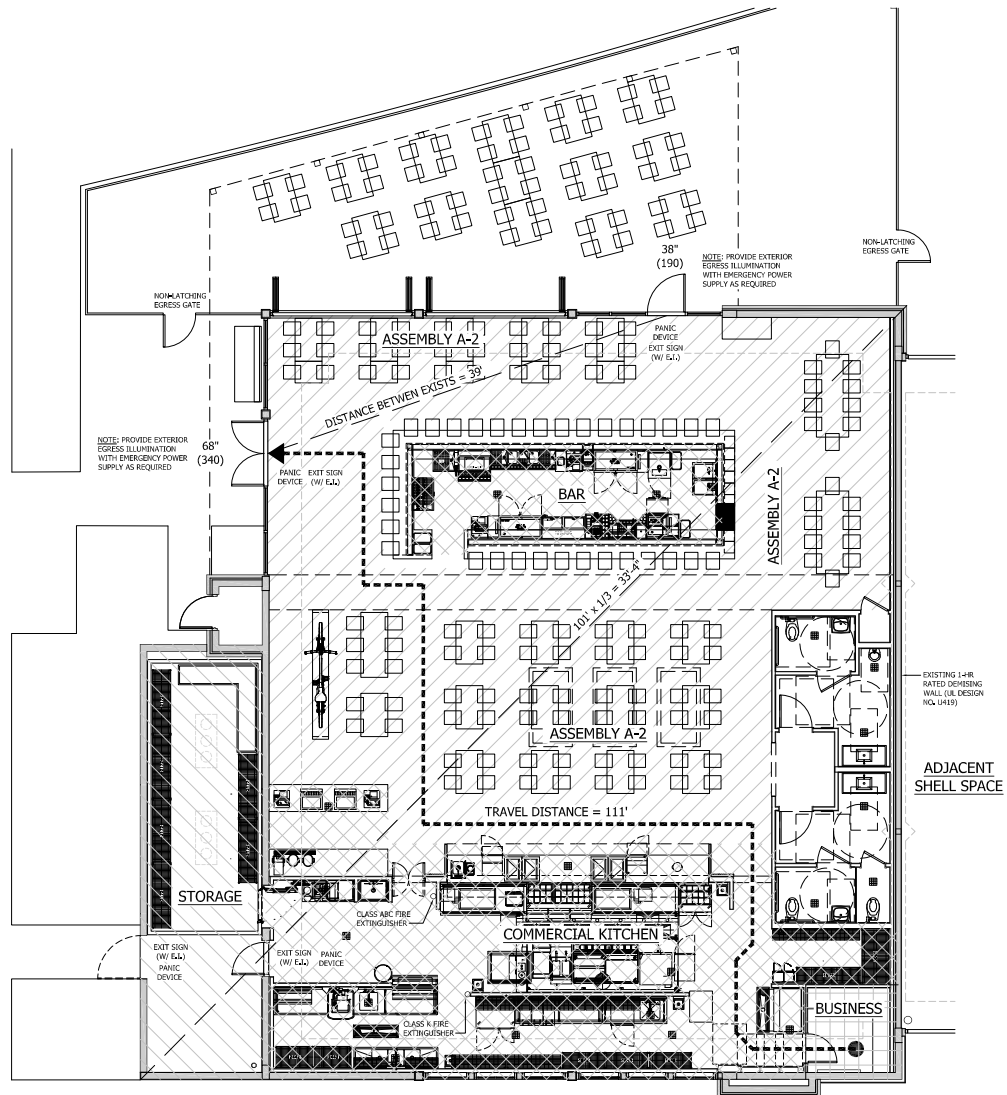 38"
(190)
NOTE: PROVIDE EXTERIOR
EGRESS ILLUMINATION
WITH EMERGENCY POWER
SUPPLY AS REQUIRED
NON-LATCHING
EGRESS GATE
NON-LATCHING
EGRESS GATE
ASSEMBLY A-2
PANIC
DEVICE
EXIT SIGN
(W/ E.I.)
DISTANCE BETWEN EXISTS = 39'
NOTE: PROVIDE EXTERIOR
EGRESS ILLUMINATION
WITH EMERGENCY POWER
SUPPLY AS REQUIRED
68"
(340)
PANIC EXIT SIGN
DEVICE (W/ E.I.)
BAR
ASSEMBLY A-2
101' x 1/3 = 33'-4"
EXISTING 1-HR
RATED DEMISING
WALL (UL DESIGN
NO. U419)
ASSEMBLY A-2
ADJACENT
SHELL SPACE
TRAVEL DISTANCE = 111'
STORAGE
CLASS ABC FIRE
EXTINGUISHER
COMMERCIAL KITCHEN
EXIT SIGN
(W/ E.I.)
PANIC
DEVICE
EXIT SIGN PANIC
(W/ E.I.) DEVICE
CLASS K FIRE
EXTINGUISHER
BUSINESS